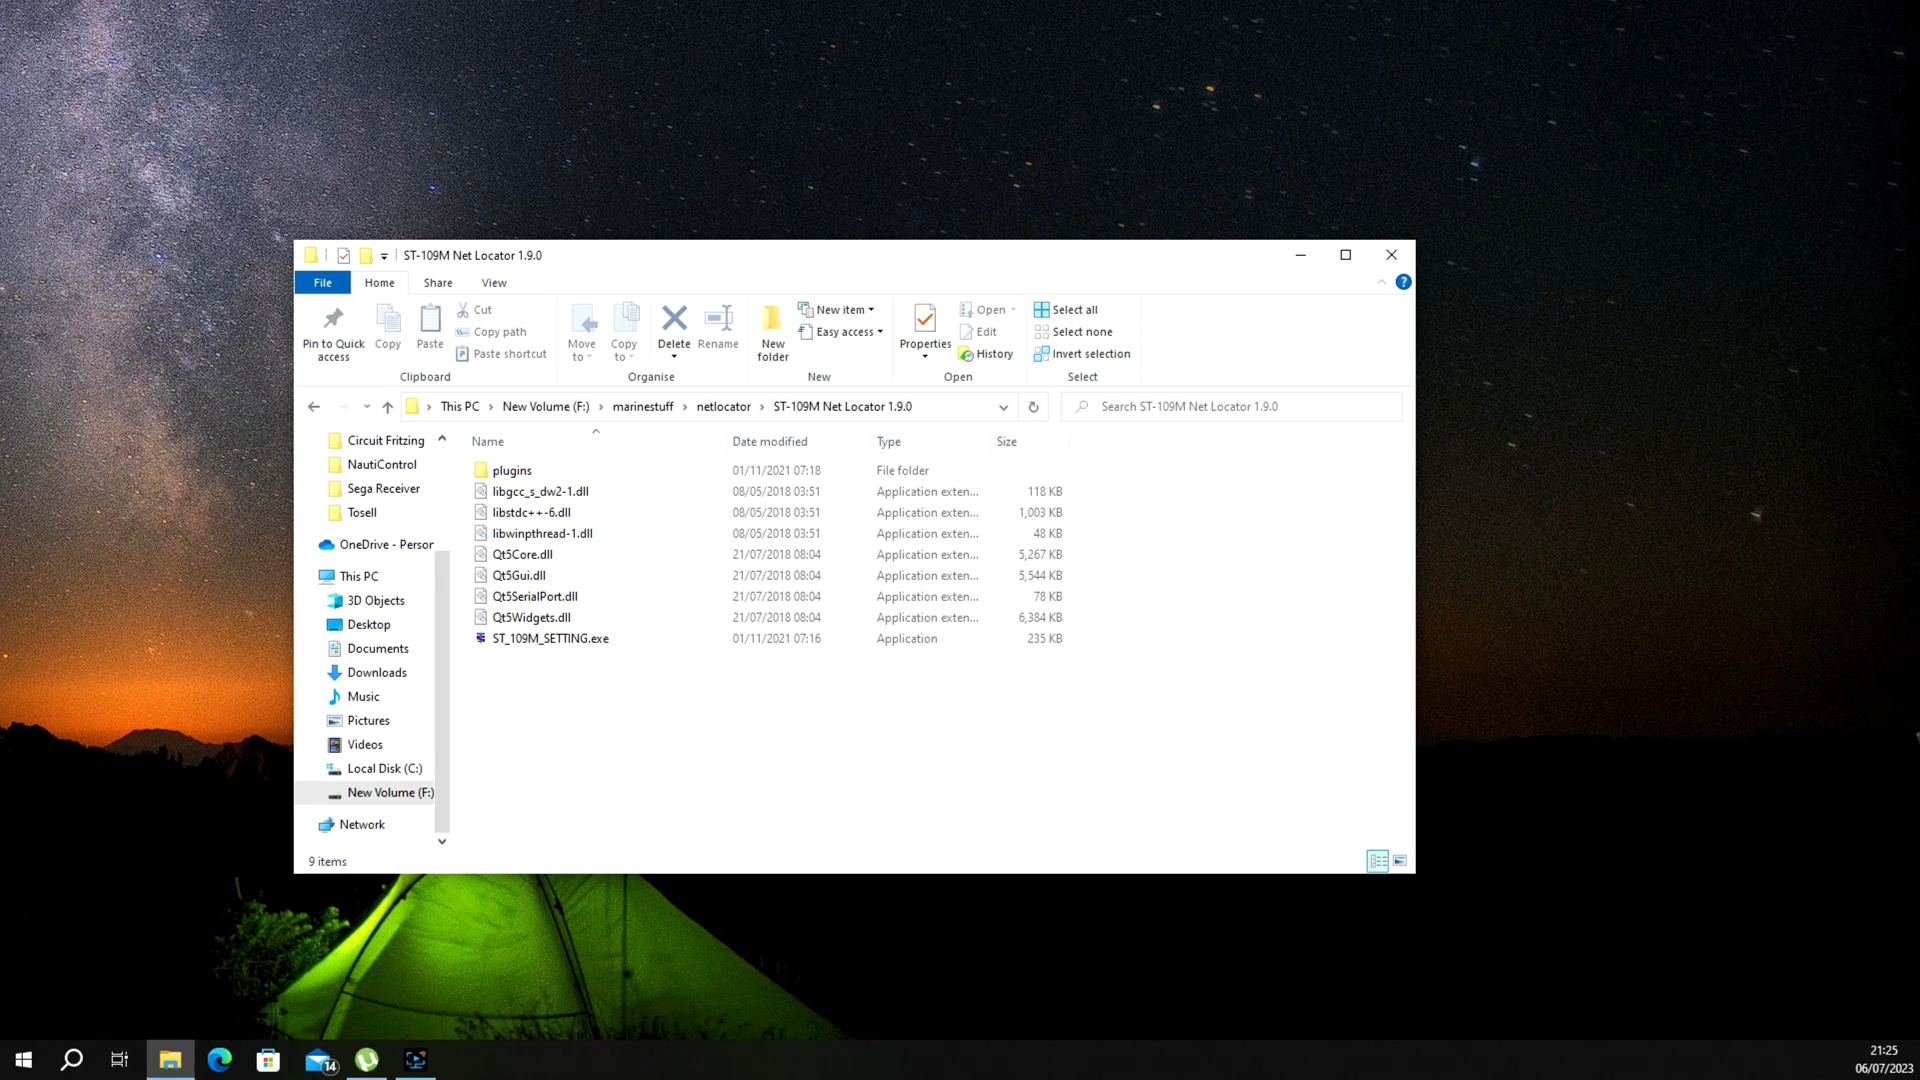 ST-109M Net Locator 1.9.0
File Home Share View
Pin to Quick access
Copy
Paste
Cut
Copy path
Paste shortcut
Clipboard
Move to
Copy to
Delete
Rename
Organise
New folder
New item
Easy access
New
Properties
Open
Edit
History
Open
Select all
Select none
Invert selection
Select
This PC New Volume (F:) marinestuff netlocator ST-109M Net Locator 1.9.0
Search ST-109M Net Locator 1.9.0
Circuit Fritzing
NautiControl
Sega Receiver
Tosell
OneDrive - Person
This PC
3D Objects
Desktop
Documents
Downloads
Music
Pictures
Videos
Local Disk (C:)
New Volume (F:)
Network
Name Date modified Type Size
plugins 01/11/2021 07:18 File folder
libgcc_s_dw2-1.dll 08/05/2018 03:51 Application exten... 118 KB
libstdc++-6.dll 08/05/2018 03:51 Application exten... 1,003 KB
libwinpthread-1.dll 08/05/2018 03:51 Application exten... 48 KB
Qt5Core.dll 21/07/2018 08:04 Application exten... 5,267 KB
Qt5Gui.dll 21/07/2018 08:04 Application exten... 5,544 KB
Qt5SerialPort.dll 21/07/2018 08:04 Application exten... 78 KB
Qt5Widgets.dll 21/07/2018 08:04 Application exten... 6,384 KB
ST_109M_SETTING.exe 01/11/2021 07:16 Application 235 KB
9 items
14
21:25
06/07/2023